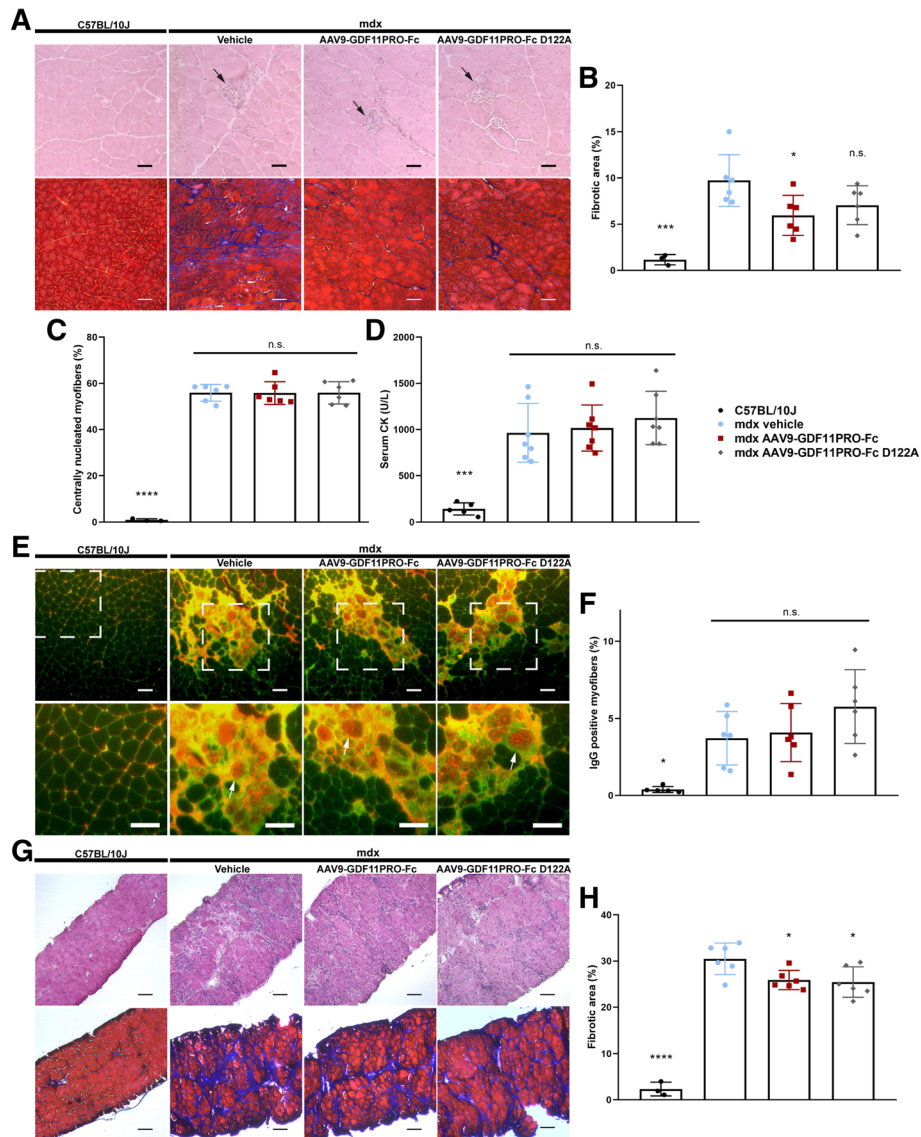 A
C57BL/10J
mdx
Vehicle
AAV9-GDF11PRO-Fc
AAV9-GDF11PRO-Fc D122A
B
Fibrotic area (%)
20
15
10
5
0
***
*
n.s.
C
Centrally nucleated myofibers (%)
80
60
40
20
0
****
n.s.
D
Serum CK (U/L)
2000
1500
1000
500
0
***
n.s.
C57BL/10J
mdx vehicle
mdx AAV9-GDF11PRO-Fc
mdx AAV9-GDF11PRO-Fc D122A
E
C57BL/10J
mdx
Vehicle
AAV9-GDF11PRO-Fc
AAV9-GDF11PRO-Fc D122A
F
IgG positive myofibers (%)
10
5
0
*
n.s.
G
C57BL/10J
mdx
Vehicle
AAV9-GDF11PRO-Fc
AAV9-GDF11PRO-Fc D122A
H
Fibrotic area (%)
40
30
20
10
0
****
*
*